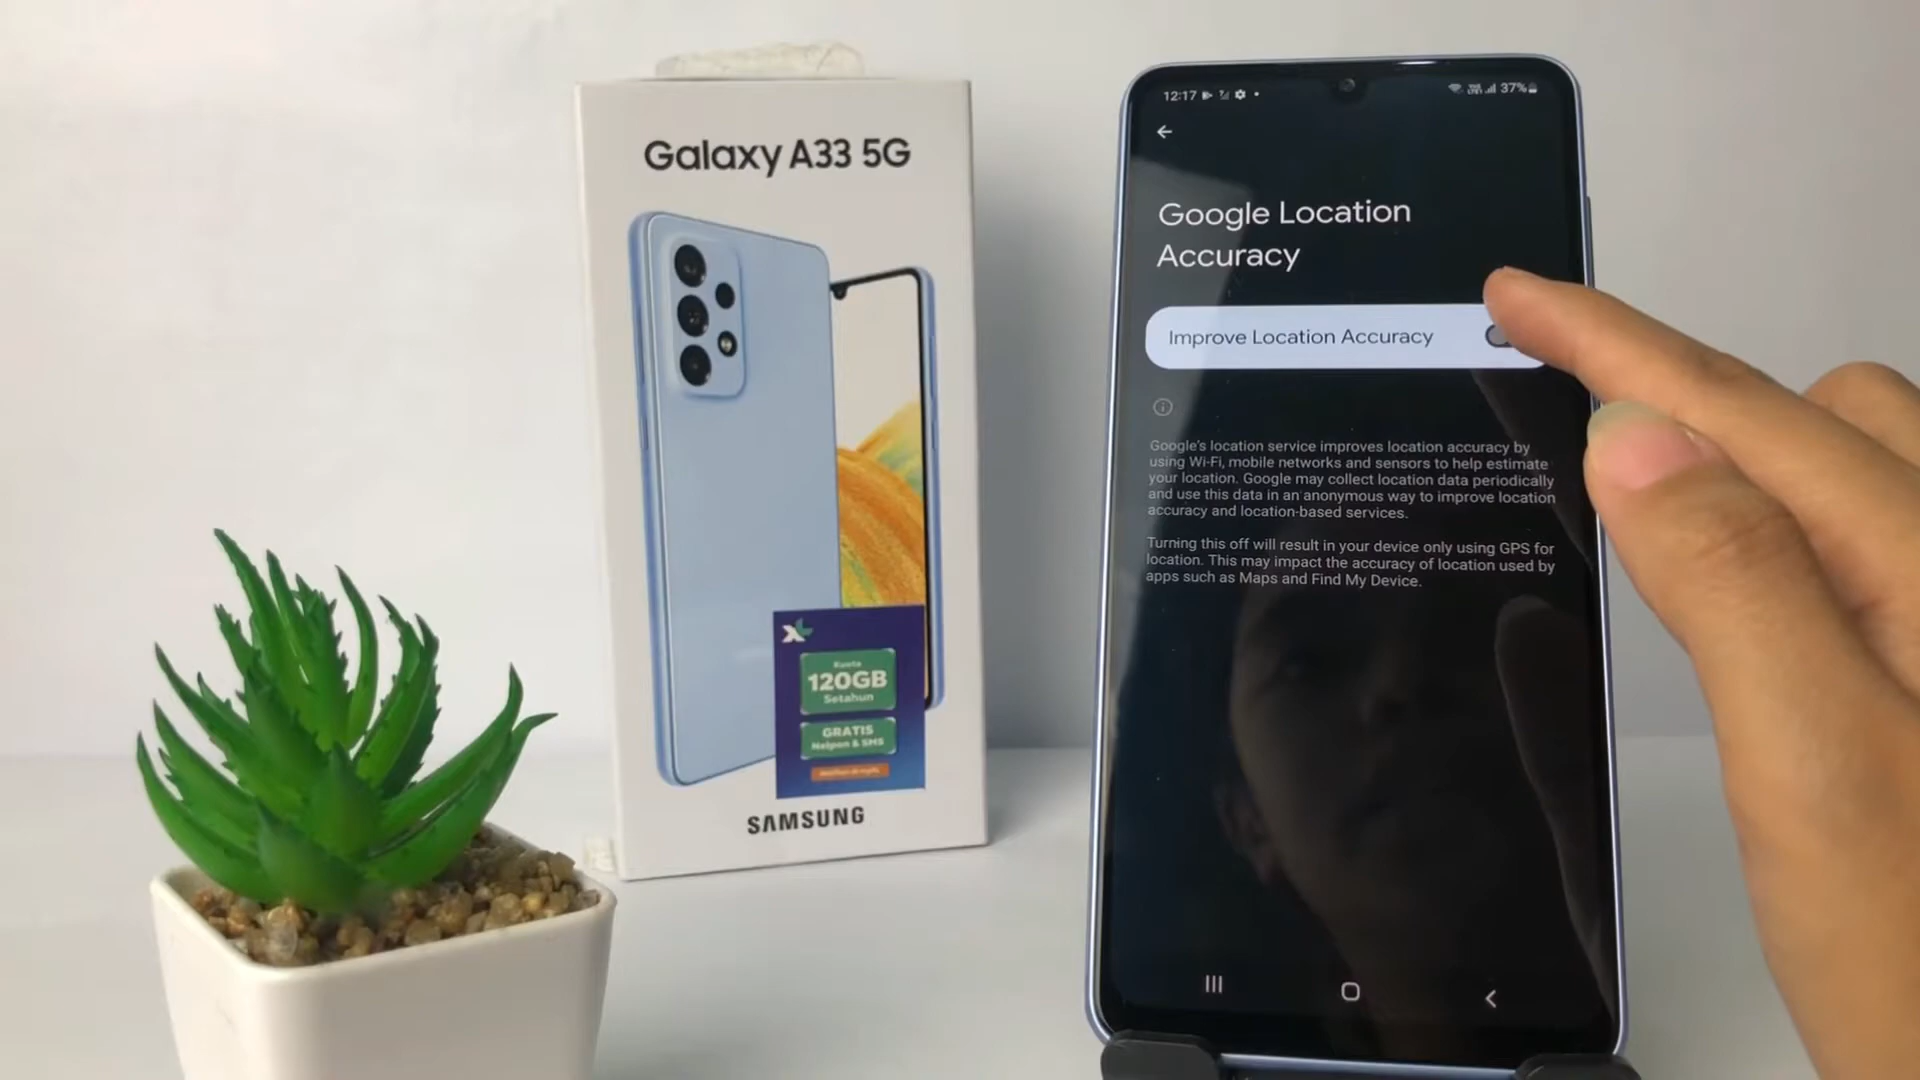 Galaxy A33 5G
XL
Kuota
120GB
Setahun
GRATIS
Nelpon & SMS
SAMSUNG
12:17
37%
Google Location
Accuracy
Improve Location Accuracy
Google's location service improves location accuracy by
using Wi-Fi, mobile networks and sensors to help estimate
your location. Google may collect location data periodically
and use this data in an anonymous way to improve location
accuracy and location-based services.
Turning this off will result in your device only using GPS for
location. This may impact the accuracy of location used by
apps such as Maps and Find My Device.